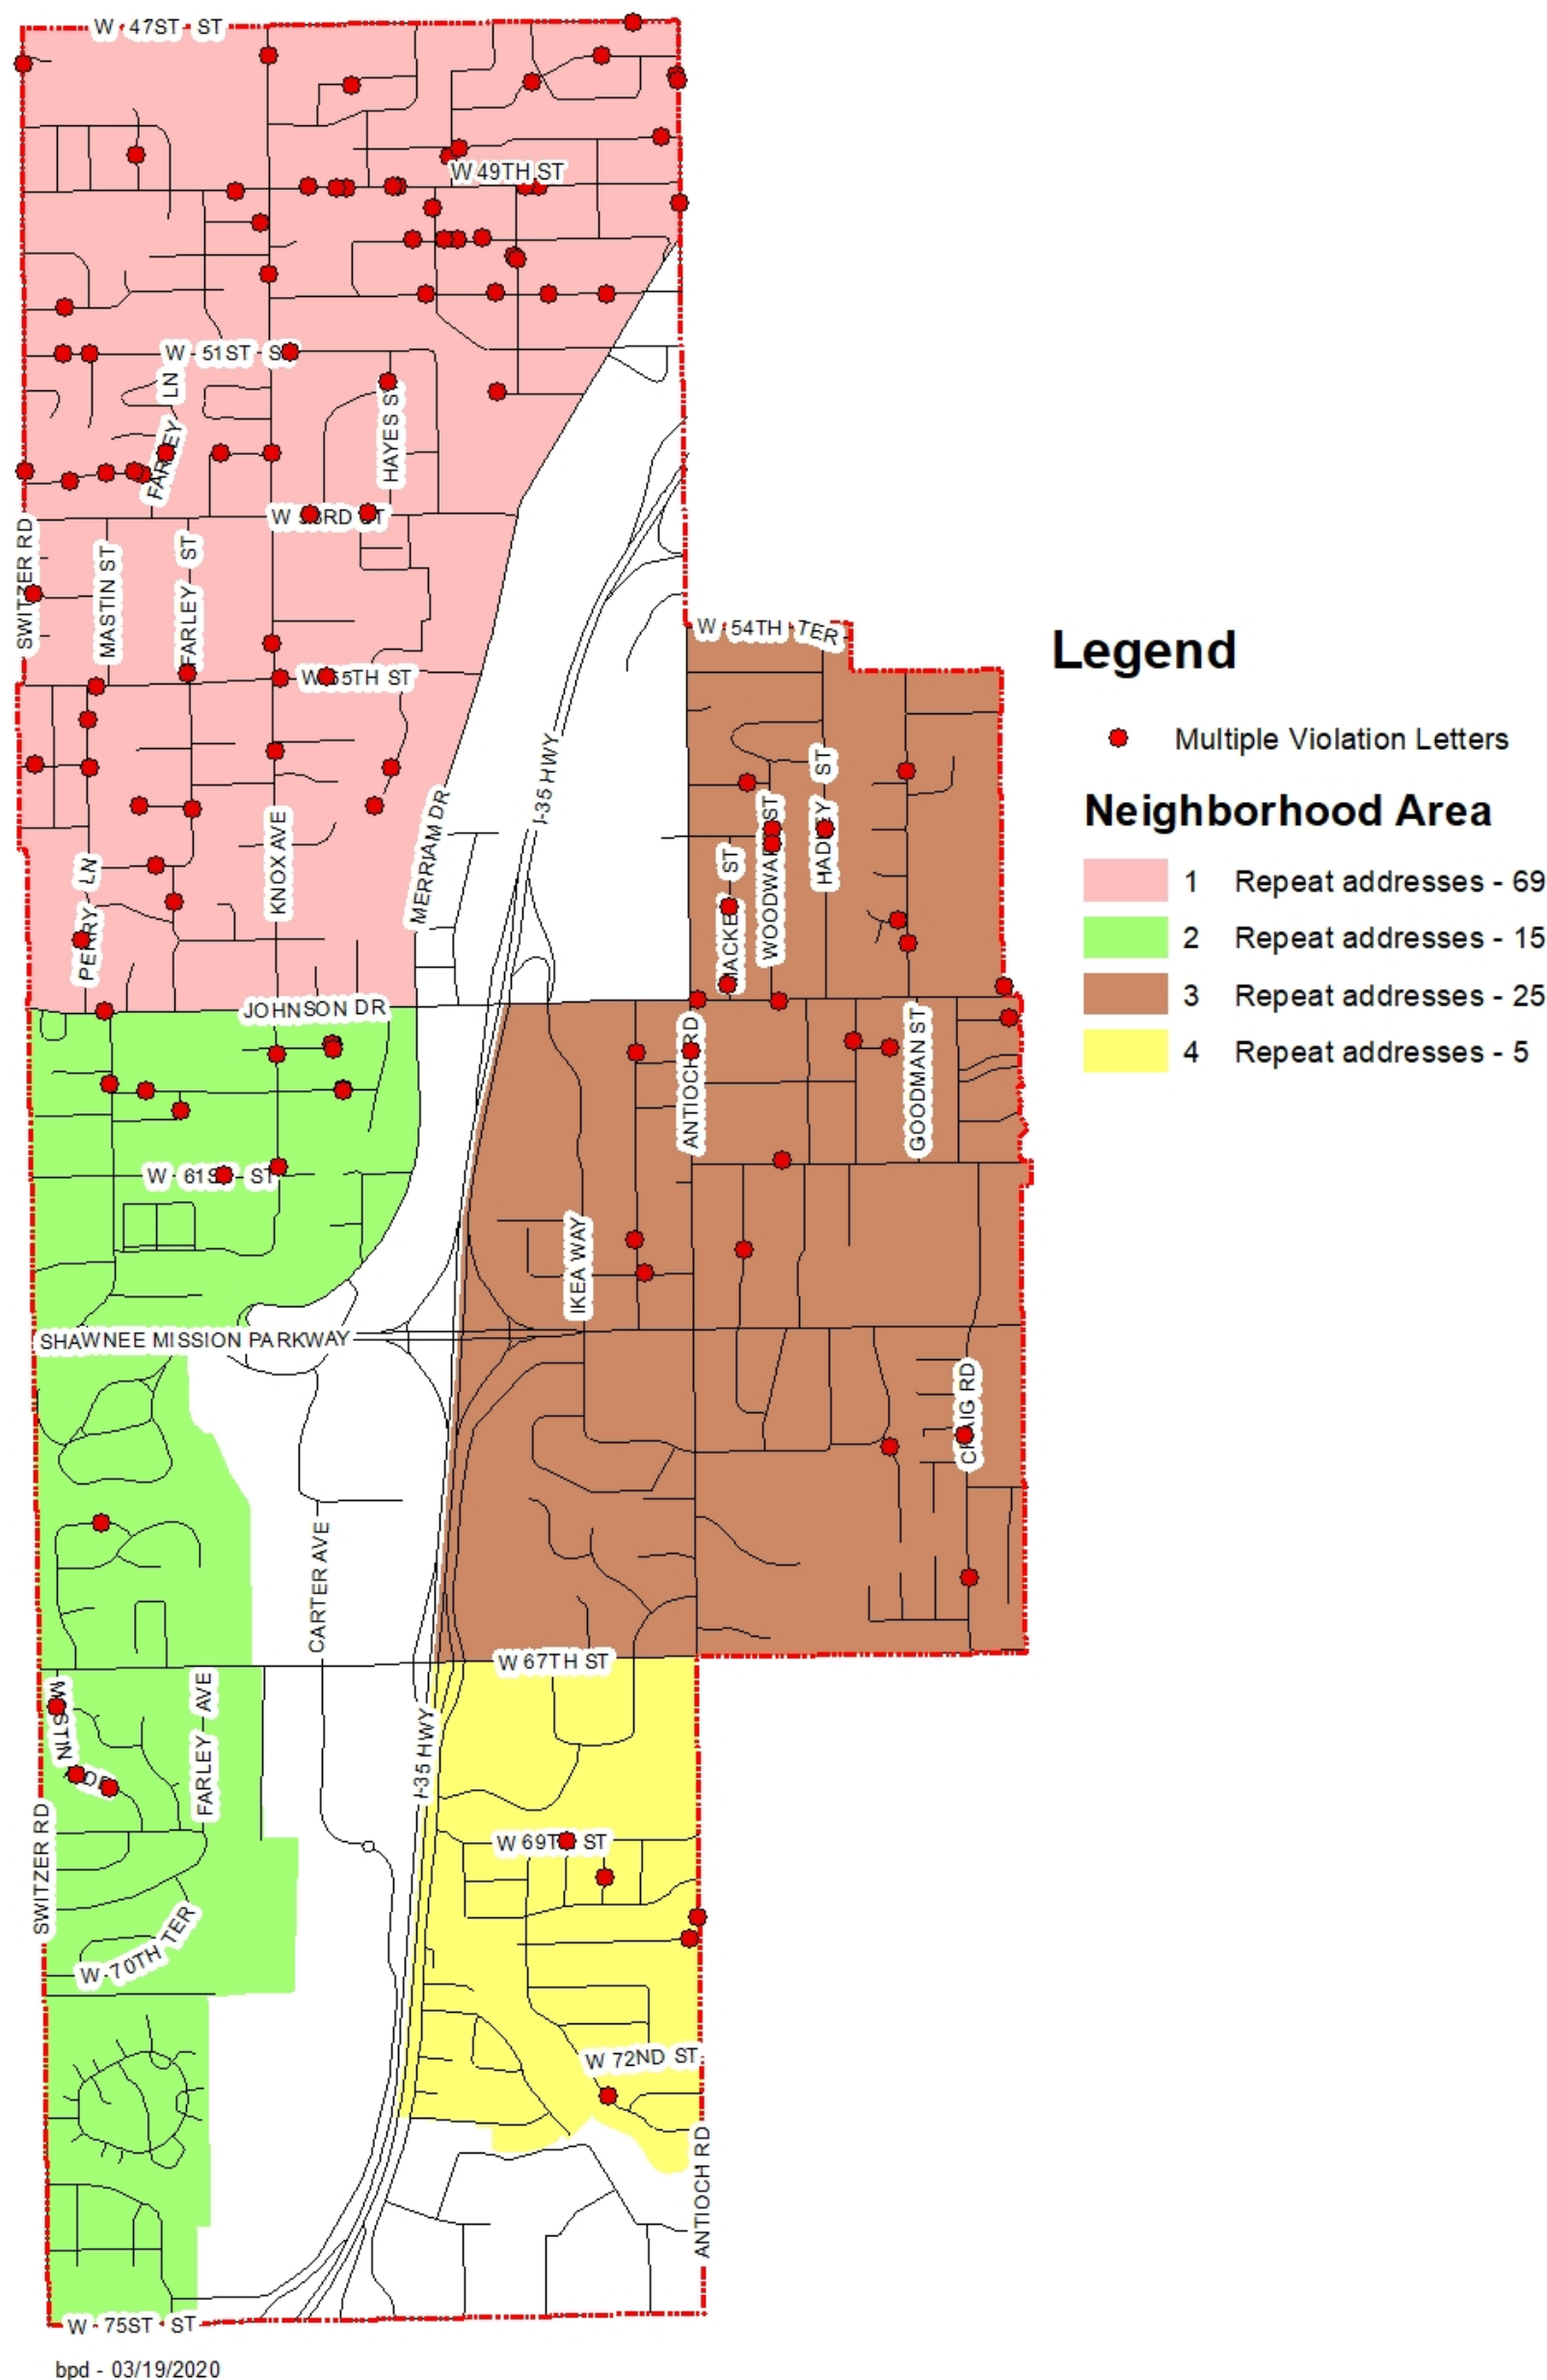 W 47ST ST
W 49TH ST
W 51ST S
FARLEY LN
HAYES S
W RD ST
SWITZER RD
MASTIN ST
FARLEY ST
W 54TH TER
W 55TH ST
I-35 HWY
MERRIAM DR
KNOX AVE
PERRY LN
HADLEY ST
WOODWARD ST
MACKEY ST
JOHNSON DR
ANTIOCH RD
GOODMAN ST
W 61ST ST
IKEA WAY
SHAWNEE MISSION PARKWAY
CRAIG RD
CARTER AVE
W 67TH ST
MASTIN DR
FARLEY AVE
I-35 HWY
SWITZER RD
W 69TH ST
W 70TH TER
W 72ND ST
ANTIOCH RD
W 75ST ST
bpd - 03/19/2020
Legend
Multiple Violation Letters
Neighborhood Area
1 Repeat addresses - 69
2 Repeat addresses - 15
3 Repeat addresses - 25
4 Repeat addresses - 5